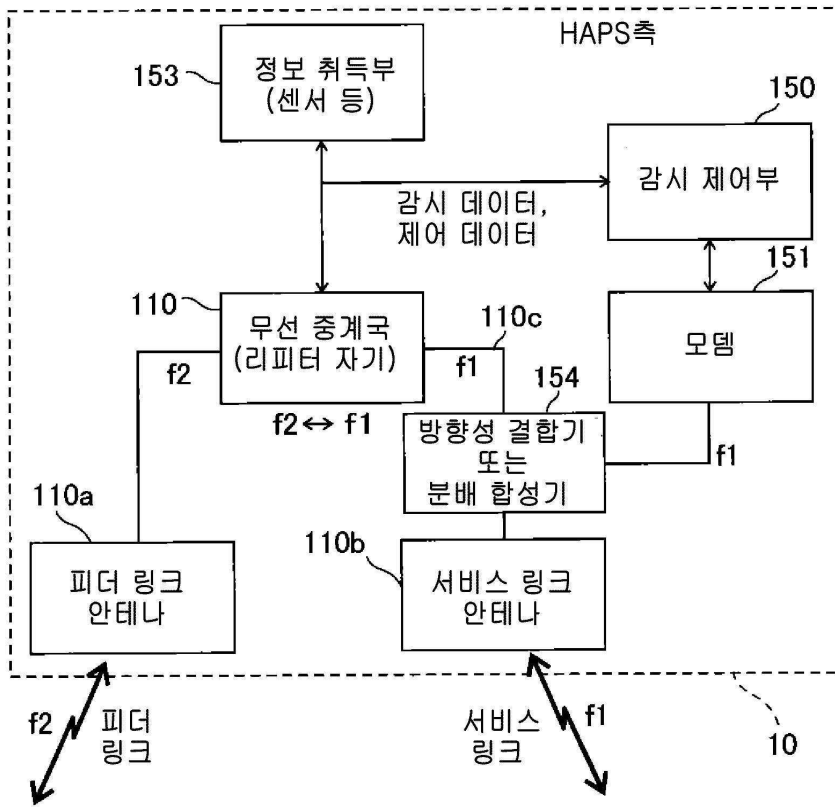 HAPS측
153
정보 취득부
(센서 등)
150
감시 제어부
감시 데이터,
제어 데이터
151
모뎀
110
무선 중계국
(리피터 자기)
110c
f2
f1
f2↔f1
154
방향성 결합기
또는
분배 합성기
f1
110a
피더 링크
안테나
110b
서비스 링크
안테나
f2
피더
링크
서비스
링크
f1
10